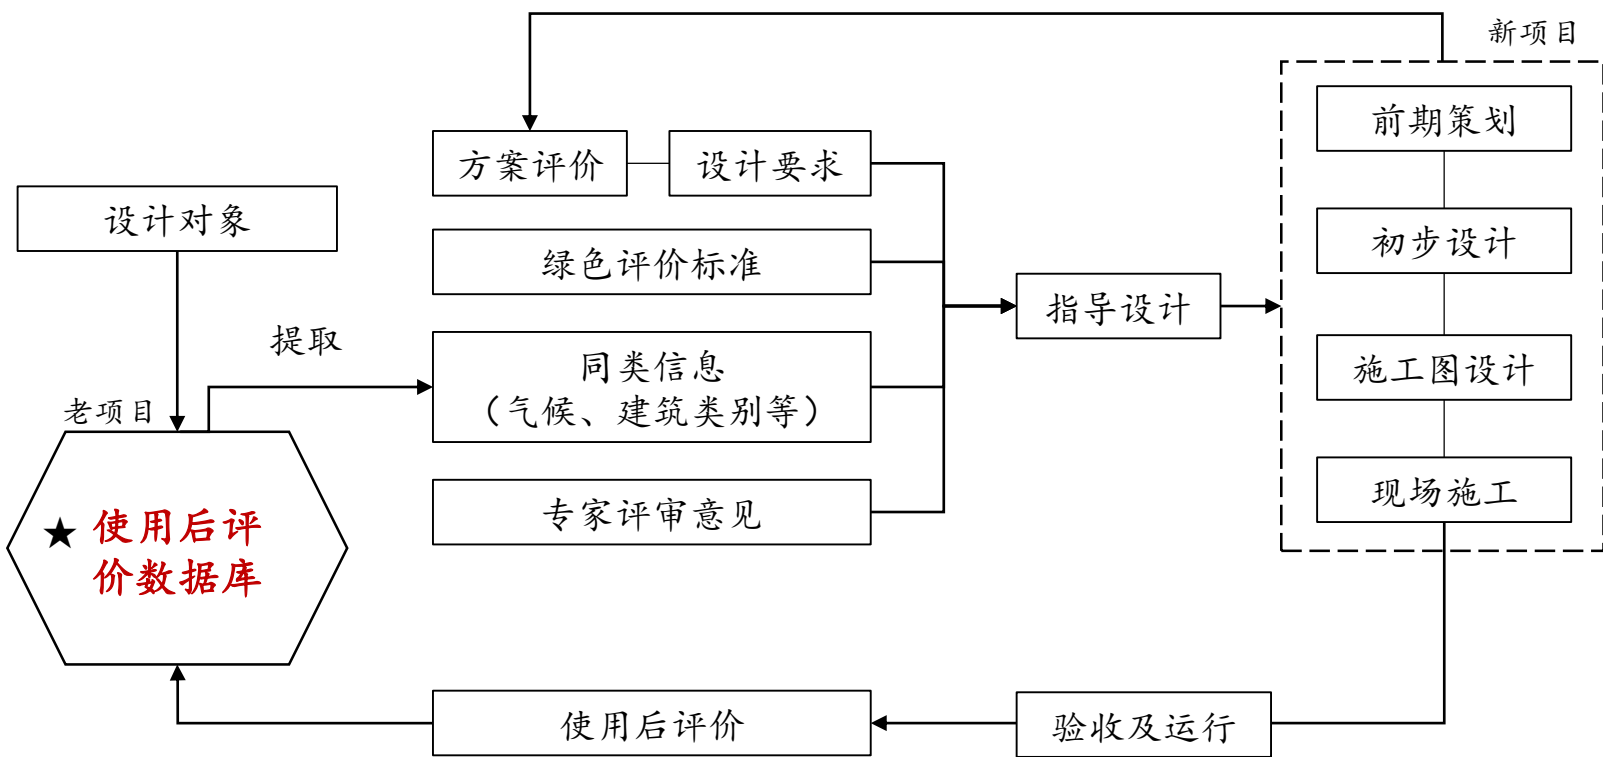 新项目
前期策划
方案评价
设计要求
设计对象
初步设计
绿色评价标准
指导设计
提取
同类信息
（气候、建筑类别等）
施工图设计
老项目
专家评审意见
现场施工
★ 使用后评
价数据库
使用后评价
验收及运行